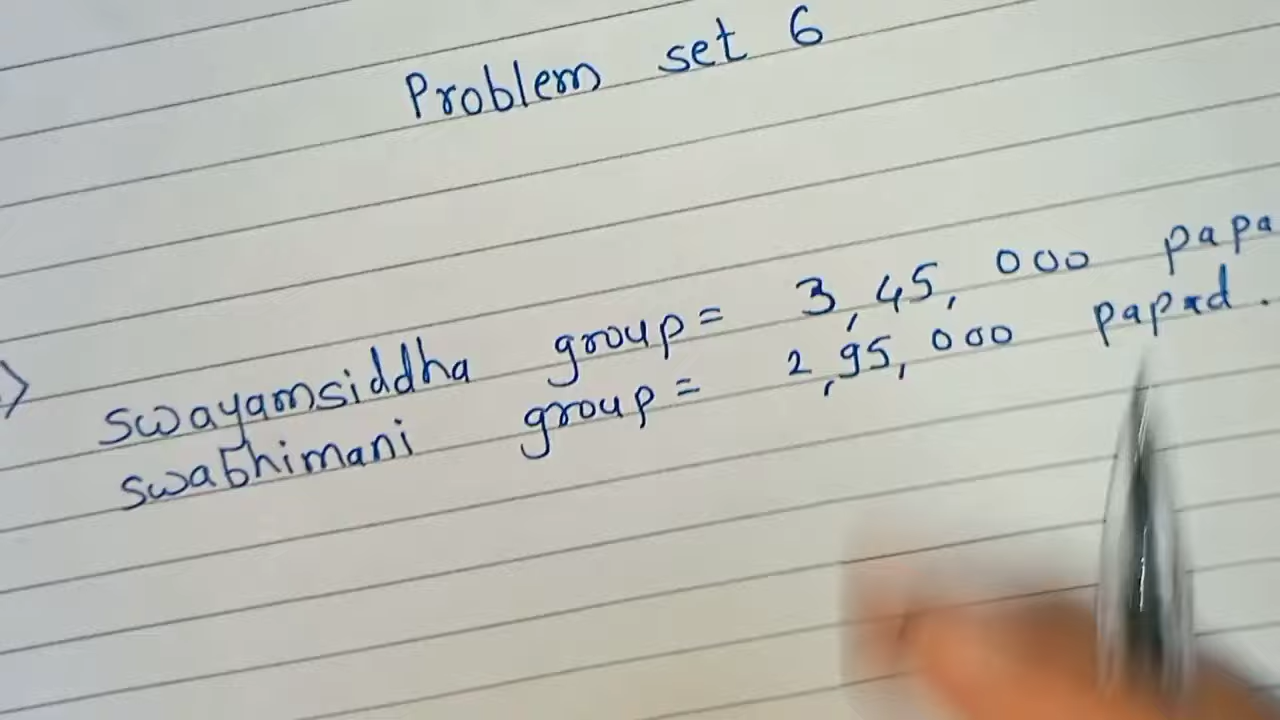 Problem set 6
) swayamsiddha group = 3,45,000 papa
swabhimani group = 2,95,000 papad.